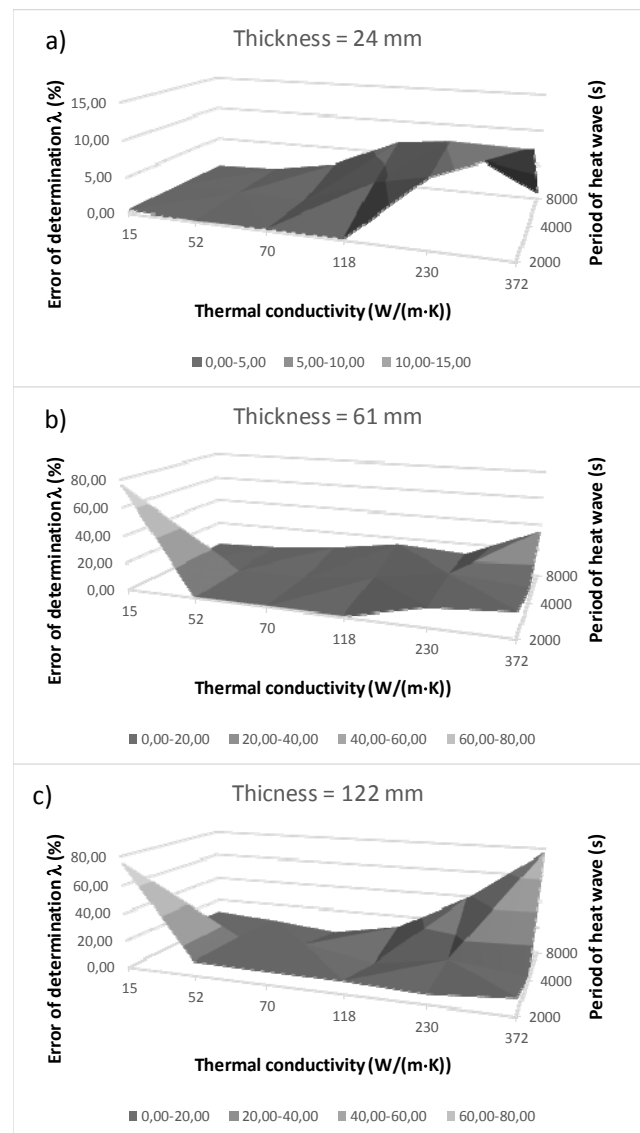 a)
Thickness = 24 mm
Error of determination λ (%)
15,00
10,00
5,00
0,00
15
52
70
118
230
372
8000
4000
2000
Period of heat wave (s)
Thermal conductivity (W/(m·K))
0,00-5,00 5,00-10,00 10,00-15,00
b)
Thickness = 61 mm
Error of determination λ (%)
80,00
60,00
40,00
20,00
0,00
15
52
70
118
230
372
8000
4000
2000
Period of heat wave (s)
Thermal conductivity (W/(m·K))
0,00-20,00 20,00-40,00 40,00-60,00 60,00-80,00
c)
Thicness = 122 mm
Error of determination λ (%)
80,00
60,00
40,00
20,00
0,00
15
52
70
118
230
372
8000
4000
2000
Period of heat wave (s)
Thermal conductivity (W/(m·K))
0,00-20,00 20,00-40,00 40,00-60,00 60,00-80,00